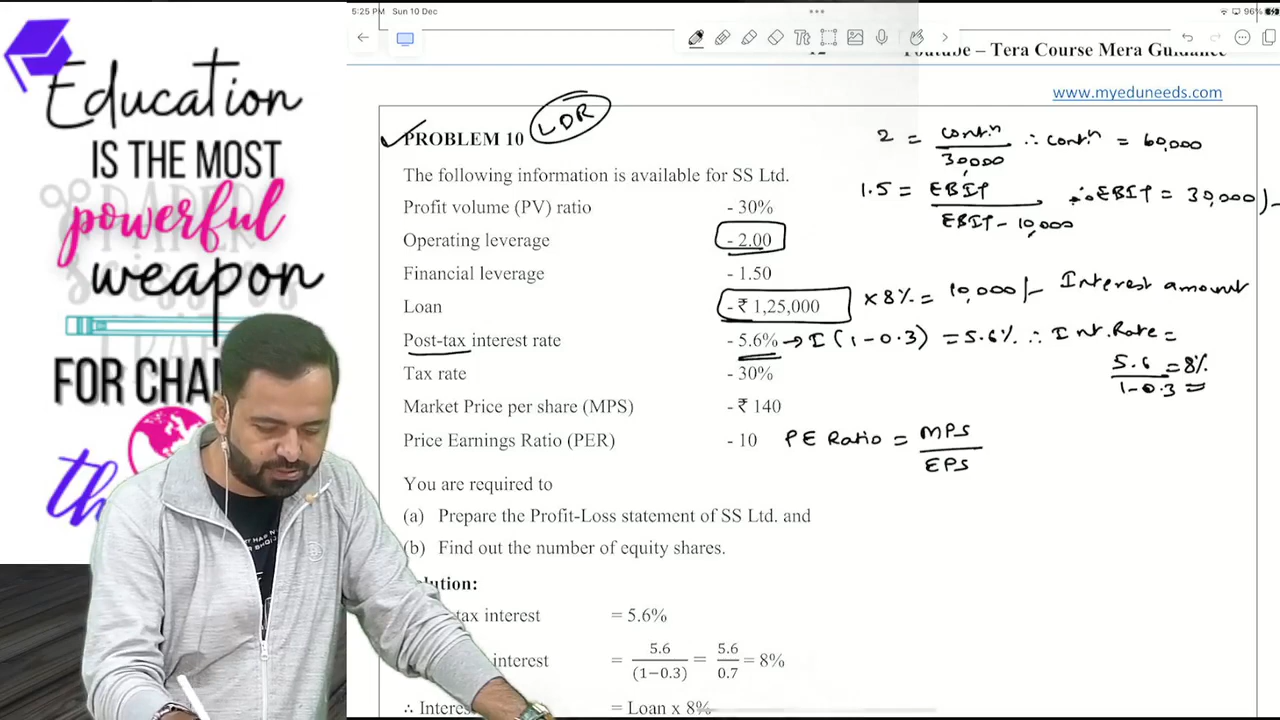 5:25 PM Sun 10 Dec
96%
Education
IS THE MOST
powerful
weapon
FOR CHA
th
Youtube – Tera Course Mera Guidance
www.myeduneeds.com
PROBLEM 10 LDR
The following information is available for SS Ltd.
Profit volume (PV) ratio - 30%
Operating leverage - 2.00
Financial leverage - 1.50
Loan - ₹ 1,25,000 x 8% = 10,000/- Interest amount
Post-tax interest rate - 5.6% → I (1-0.3) = 5.6% ∴ Int. Rate =
5.6 = 8%
1-0.3
Tax rate - 30%
Market Price per share (MPS) - ₹ 140
Price Earnings Ratio (PER) - 10 PE Ratio = MPS
EPS
2 = contn ∴ contn = 60,000
30,000
1.5 = EBIT ∴ EBIT = 30,000/-
EBIT - 10,000
You are required to
(a) Prepare the Profit-Loss statement of SS Ltd. and
(b) Find out the number of equity shares.
lution:
tax interest = 5.6%
interest = 5.6 / (1−0.3) = 5.6 / 0.7 = 8%
∴ Interes = Loan x 8%